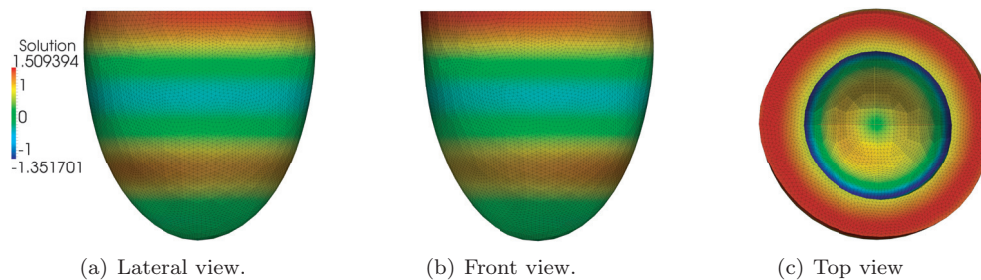 Solution
1.509394
1
0
-1
-1.351701
(a) Lateral view.
(b) Front view.
(c) Top view